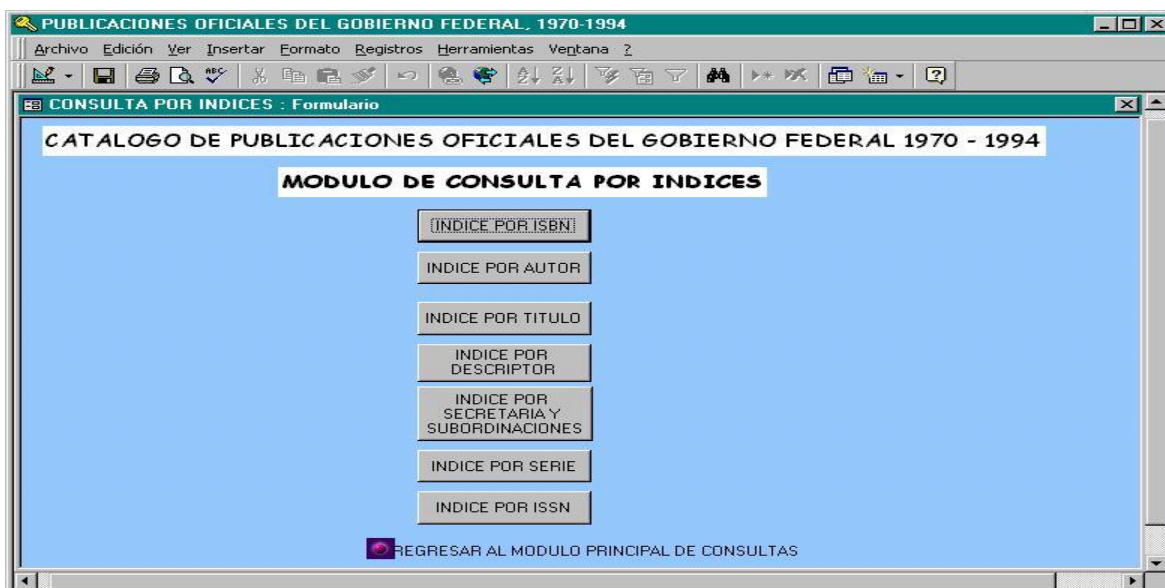 PUBLICACIONES OFICIALES DEL GOBIERNO FEDERAL, 1970-1994
Archivo Edición Ver Insertar Formato Registros Herramientas Ventana ?
CONSULTA POR INDICES : Formulario
CATALOGO DE PUBLICACIONES OFICIALES DEL GOBIERNO FEDERAL 1970 - 1994
MODULO DE CONSULTA POR INDICES
INDICE POR ISBN
INDICE POR AUTOR
INDICE POR TITULO
INDICE POR
DESCRIPTOR
INDICE POR
SECRETARIA Y
SUBORDINACIONES
INDICE POR SERIE
INDICE POR ISSN
REGRESAR AL MODULO PRINCIPAL DE CONSULTAS